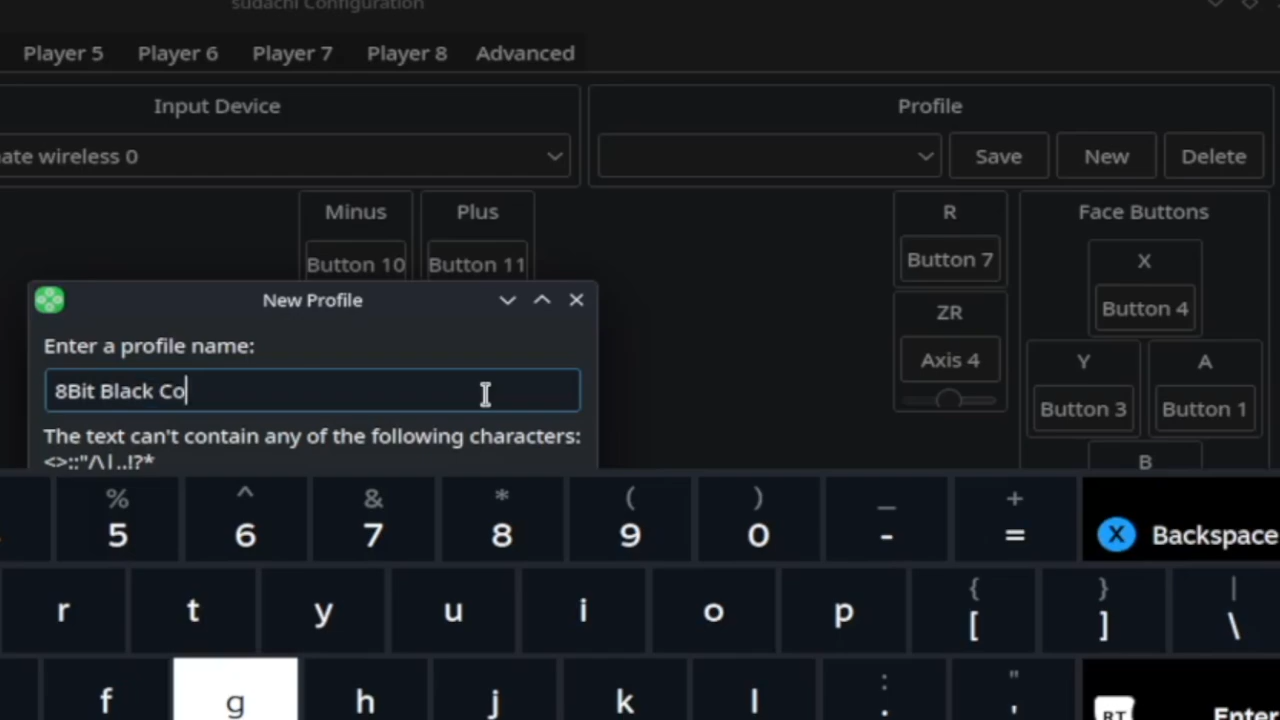 sudachi Configuration
Player 5 Player 6 Player 7 Player 8 Advanced
Input Device Profile
ate wireless 0 Save New Delete
Minus Plus R Face Buttons
Button 10 Button 11 Button 7 X
Button 4
New Profile ZR
Enter a profile name: Axis 4 Y A
8Bit Black Co Button 3 Button 1
The text can't contain any of the following characters:
<>:;"/\|,.!?* B
% ^ & * ( ) _ +
5 6 7 8 9 0 - = X Backspace
r t y u i o p { [ } ] | \
f g h j k l : " ' RT Enter